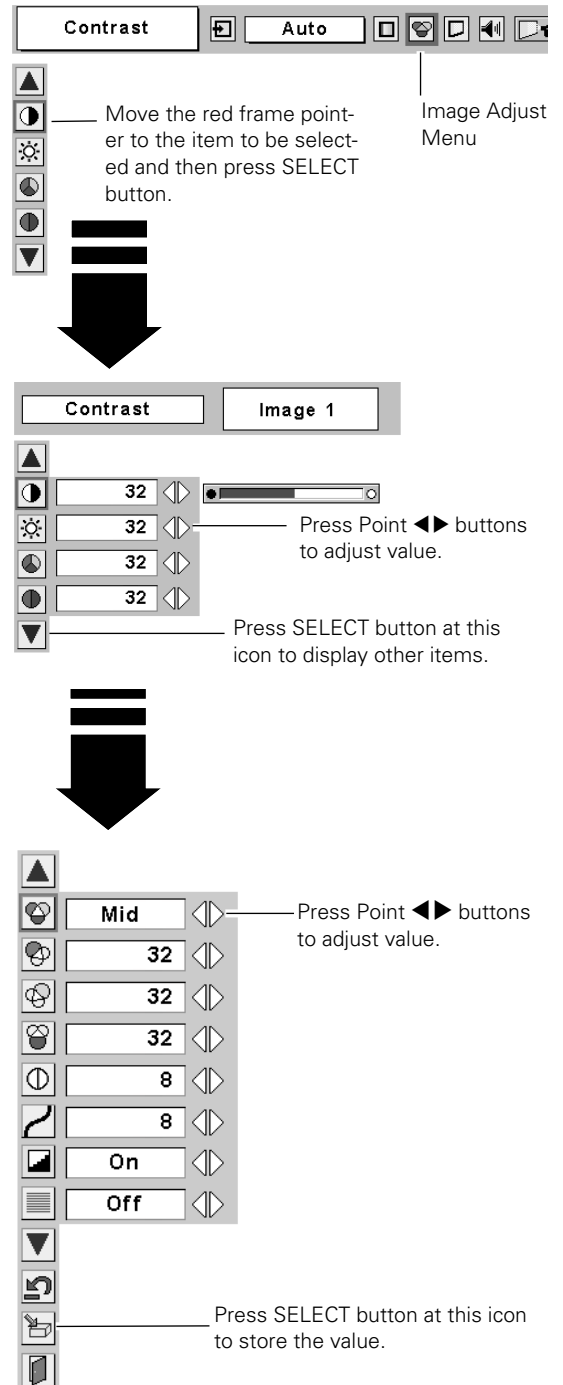 Contrast
Auto
Move the red frame point-
er to the item to be select-
ed and then press SELECT
button.
Image Adjust
Menu
Contrast
Image 1
32
32
32
32
Press Point ◀▶ buttons
to adjust value.
Press SELECT button at this
icon to display other items.
Mid
32
32
32
8
8
On
Off
Press Point ◀▶ buttons
to adjust value.
Press SELECT button at this icon
to store the value.